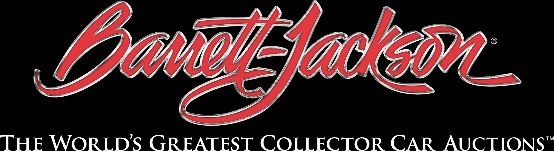 Barrett-Jackson®
THE WORLD'S GREATEST COLLECTOR CAR AUCTIONS™